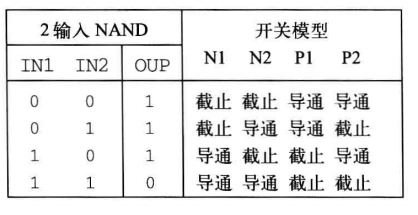 2 输入 NAND 开关模型
IN1 IN2 OUP N1 N2 P1 P2
0 0 1 截止 截止 导通 导通
0 1 1 截止 导通 导通 截止
1 0 1 导通 截止 截止 导通
1 1 0 导通 导通 截止 截止